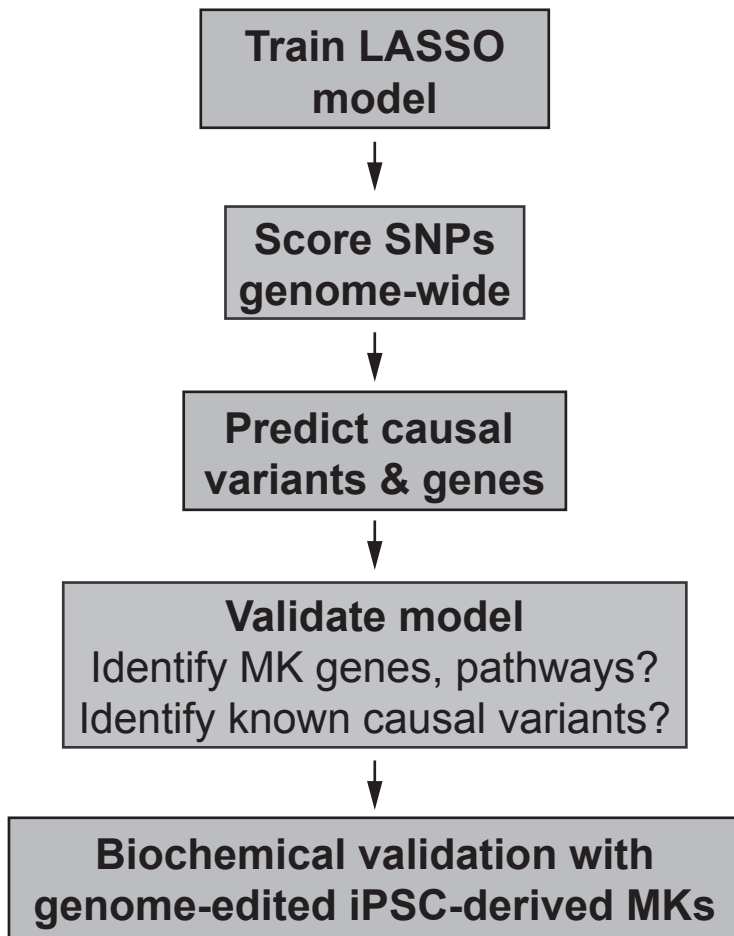 Train LASSO
model
Score SNPs
genome-wide
Predict causal
variants & genes
Validate model
Identify MK genes, pathways?
Identify known causal variants?
Biochemical validation with
genome-edited iPSC-derived MKs